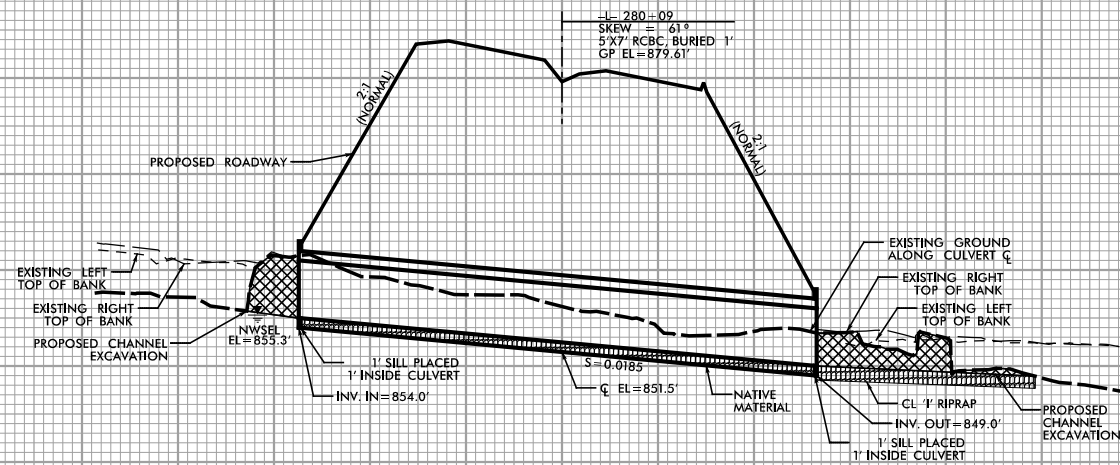 -L- 280+09
SKEW = 61°
5'X7' RCBC, BURIED 1'
GP EL=879.61'
2:1
(NORMAL)
2:1
(NORMAL)
PROPOSED ROADWAY
EXISTING LEFT
TOP OF BANK
EXISTING RIGHT
TOP OF BANK
PROPOSED CHANNEL
EXCAVATION
NWSEL
EL=855.3'
1' SILL PLACED
1' INSIDE CULVERT
INV. IN=854.0'
S=0.0185
℄ EL=851.5'
NATIVE
MATERIAL
EXISTING GROUND
ALONG CULVERT ℄
EXISTING RIGHT
TOP OF BANK
EXISTING LEFT
TOP OF BANK
CL 'I' RIPRAP
INV. OUT=849.0'
1' SILL PLACED
1' INSIDE CULVERT
PROPOSED
CHANNEL
EXCAVATION